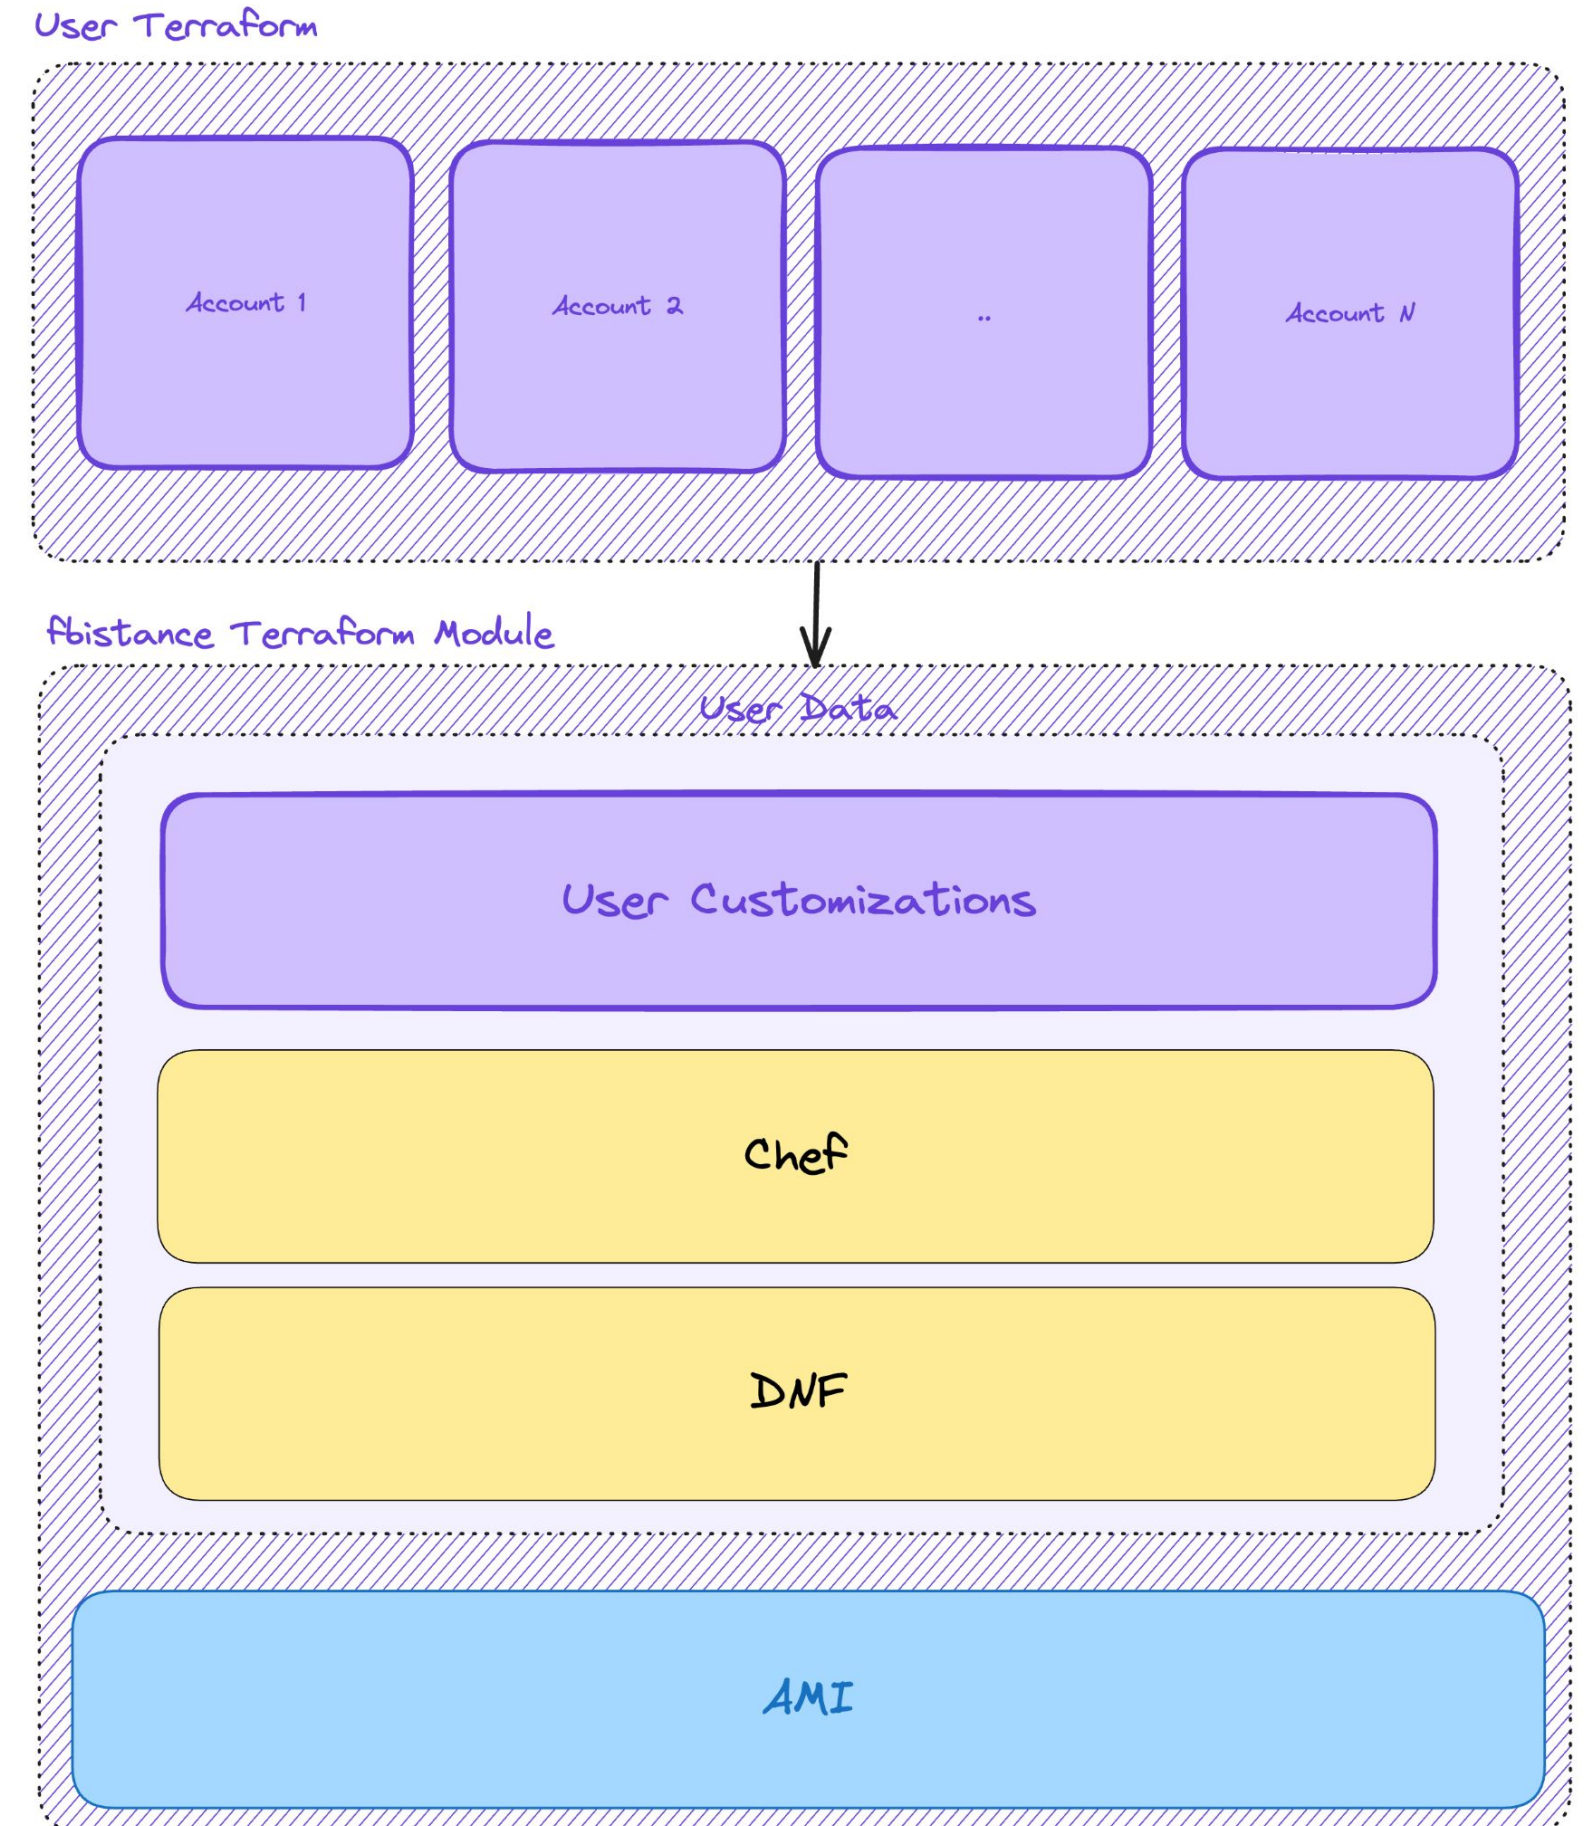 User Terraform
Account 1
Account 2
..
Account N
fbistance Terraform Module
User Data
User Customizations
Chef
DNF
AMI